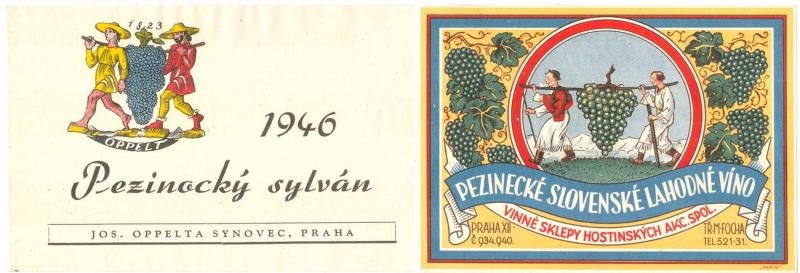 1823
OPPELT
1946
Pezinocký sylván
JOS. OPPELTA SYNOVEC, PRAHA
PEZINECKÉ SLOVENSKÉ LAHODNÉ VÍNO
VINNÉ SKLEPY HOSTINSKÝCH AKC. SPOL.
PRAHA XII -
č. 934.940.
TŘ. M. FOCHA
TEL. 521-31.